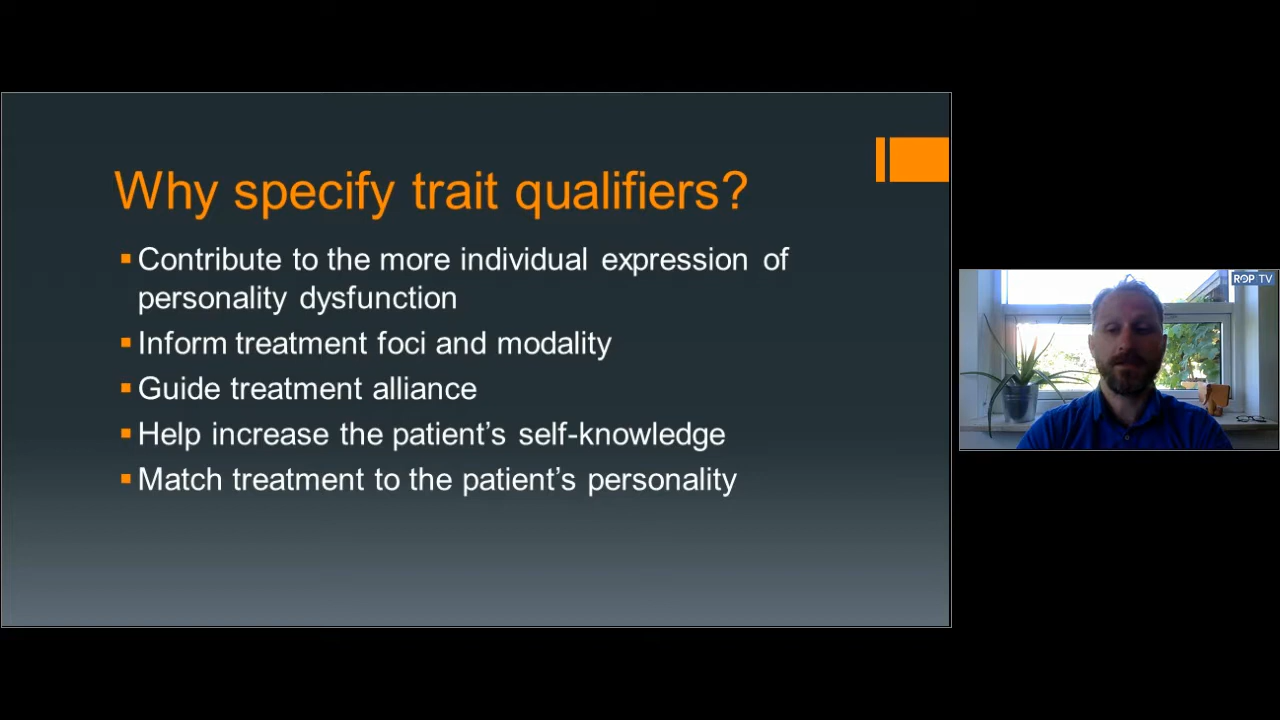 Why specify trait qualifiers?
Contribute to the more individual expression of
personality dysfunction
Inform treatment foci and modality
Guide treatment alliance
Help increase the patient's self-knowledge
Match treatment to the patient's personality
ROP TV